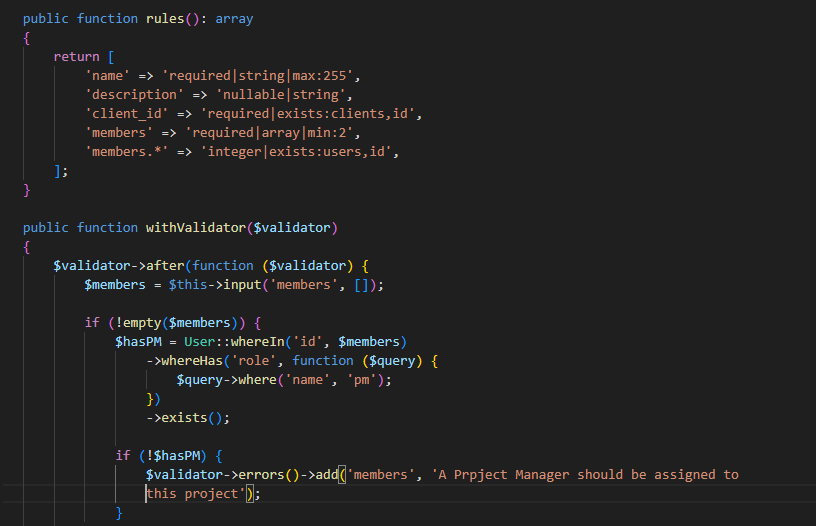 public function rules(): array
{
return [
'name' => 'required|string|max:255',
'description' => 'nullable|string',
'client_id' => 'required|exists:clients,id',
'members' => 'required|array|min:2',
'members.*' => 'integer|exists:users,id',
];
}
public function withValidator($validator)
{
$validator->after(function ($validator) {
$members = $this->input('members', []);
if (!empty($members)) {
$hasPM = User::whereIn('id', $members)
->whereHas('role', function ($query) {
$query->where('name', 'pm');
})
->exists();
if (!$hasPM) {
$validator->errors()->add('members', 'A Prpject Manager should be assigned to
this project');
}